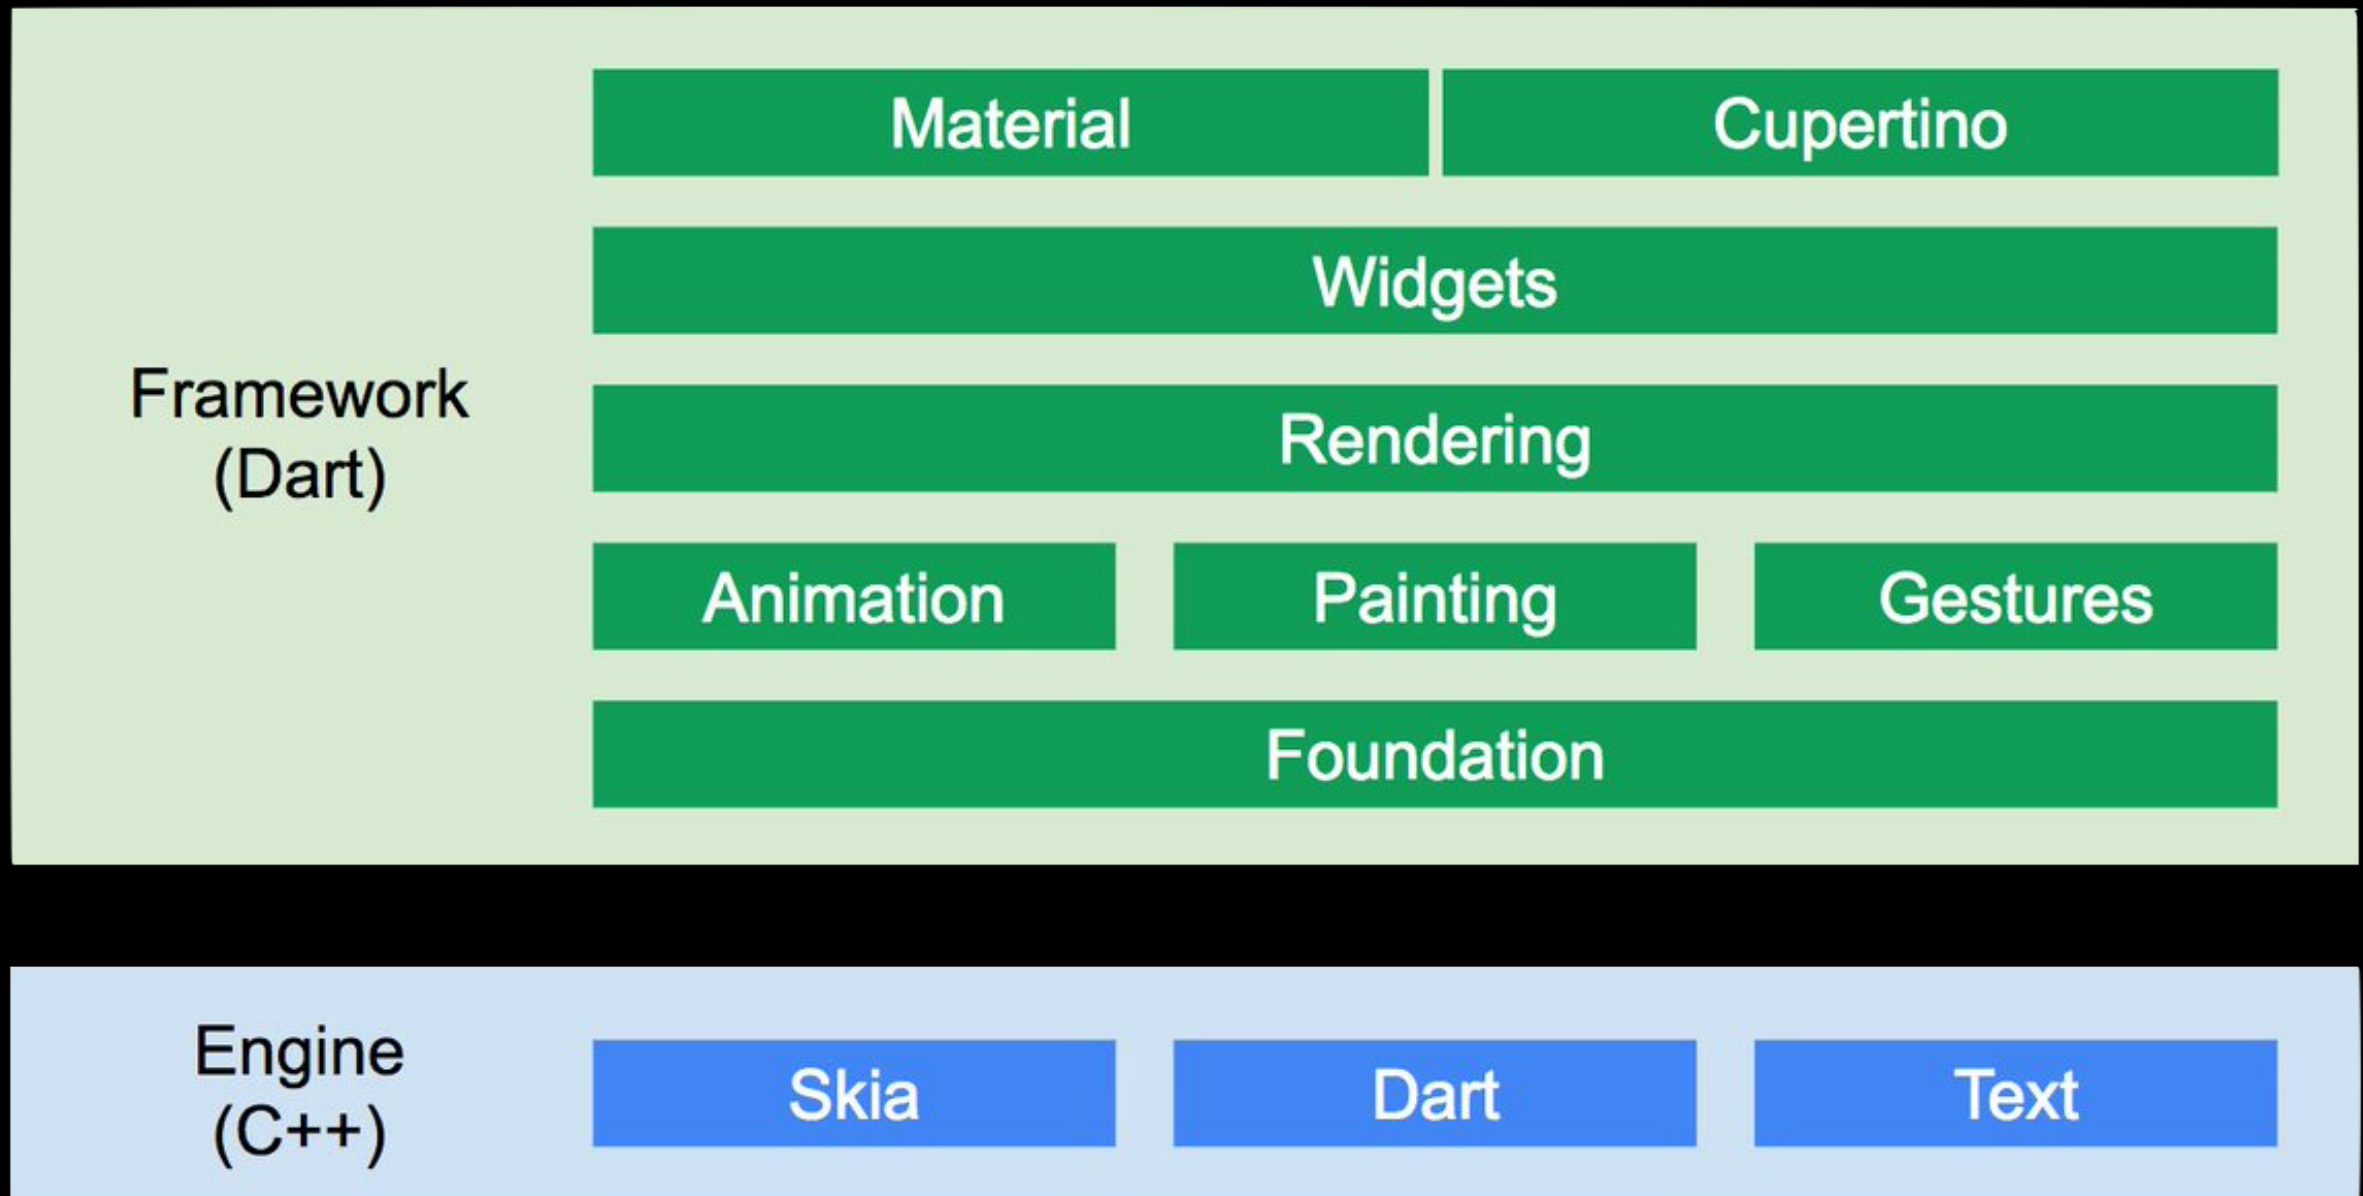 Material
Cupertino
Widgets
Framework
(Dart)
Rendering
Animation
Painting
Gestures
Foundation
Engine
(C++)
Skia
Dart
Text